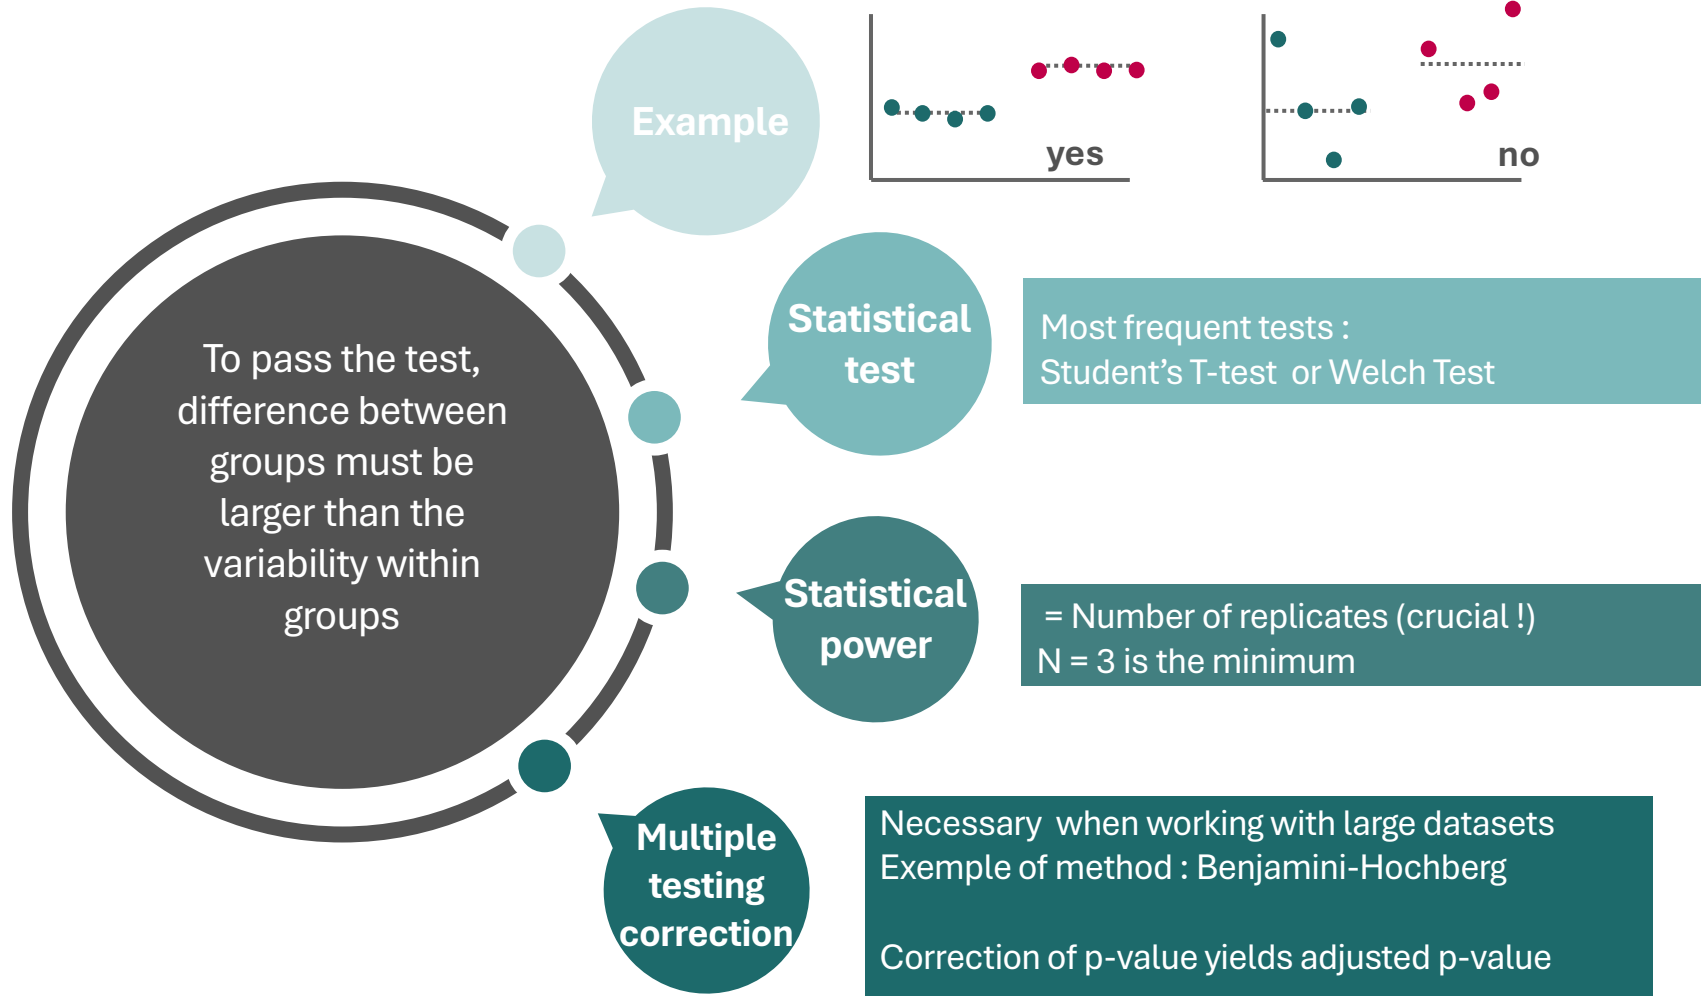 Example
yes
no
To pass the test,
difference between
groups must be
larger than the
variability within
groups
Statistical
test
Most frequent tests :
Student’s T-test  or Welch Test
Statistical
power
= Number of replicates (crucial !)
N = 3 is the minimum
Multiple
testing
correction
Necessary  when working with large datasets
Exemple of method : Benjamini-Hochberg
Correction of p-value yields adjusted p-value